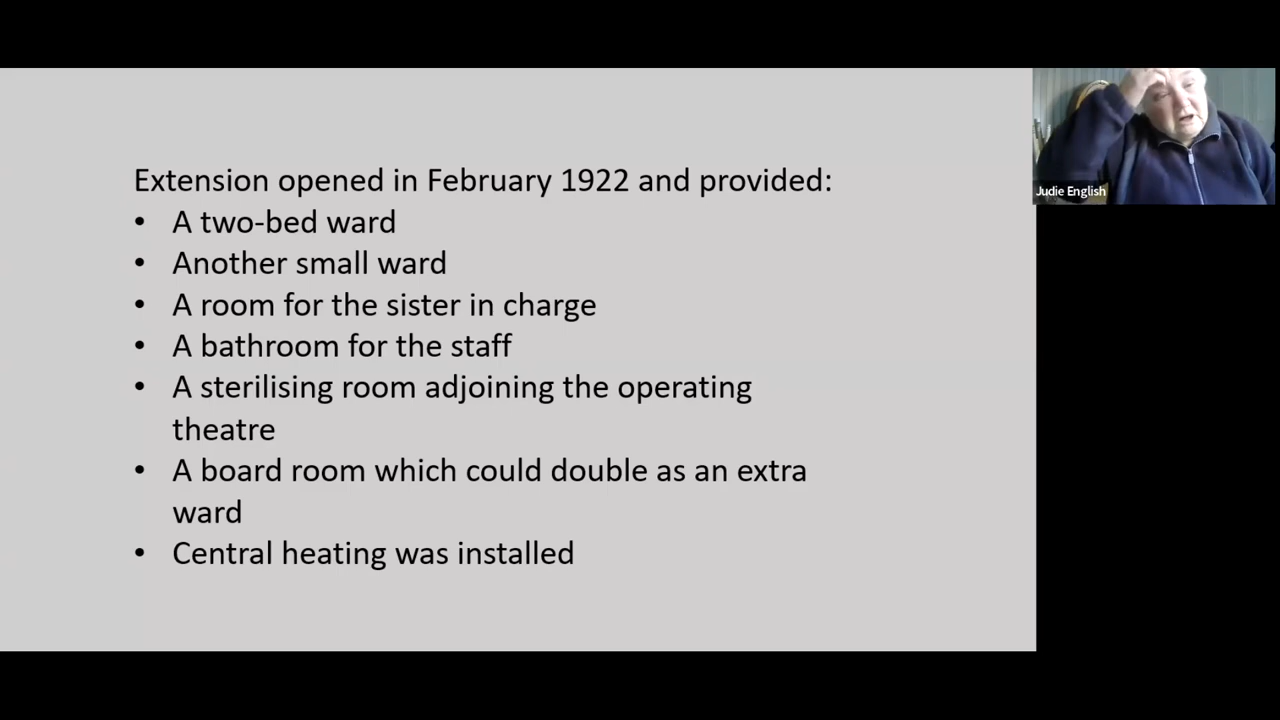 Extension opened in February 1922 and provided:
• A two-bed ward
• Another small ward
• A room for the sister in charge
• A bathroom for the staff
• A sterilising room adjoining the operating
theatre
• A board room which could double as an extra
ward
• Central heating was installed
Judie English